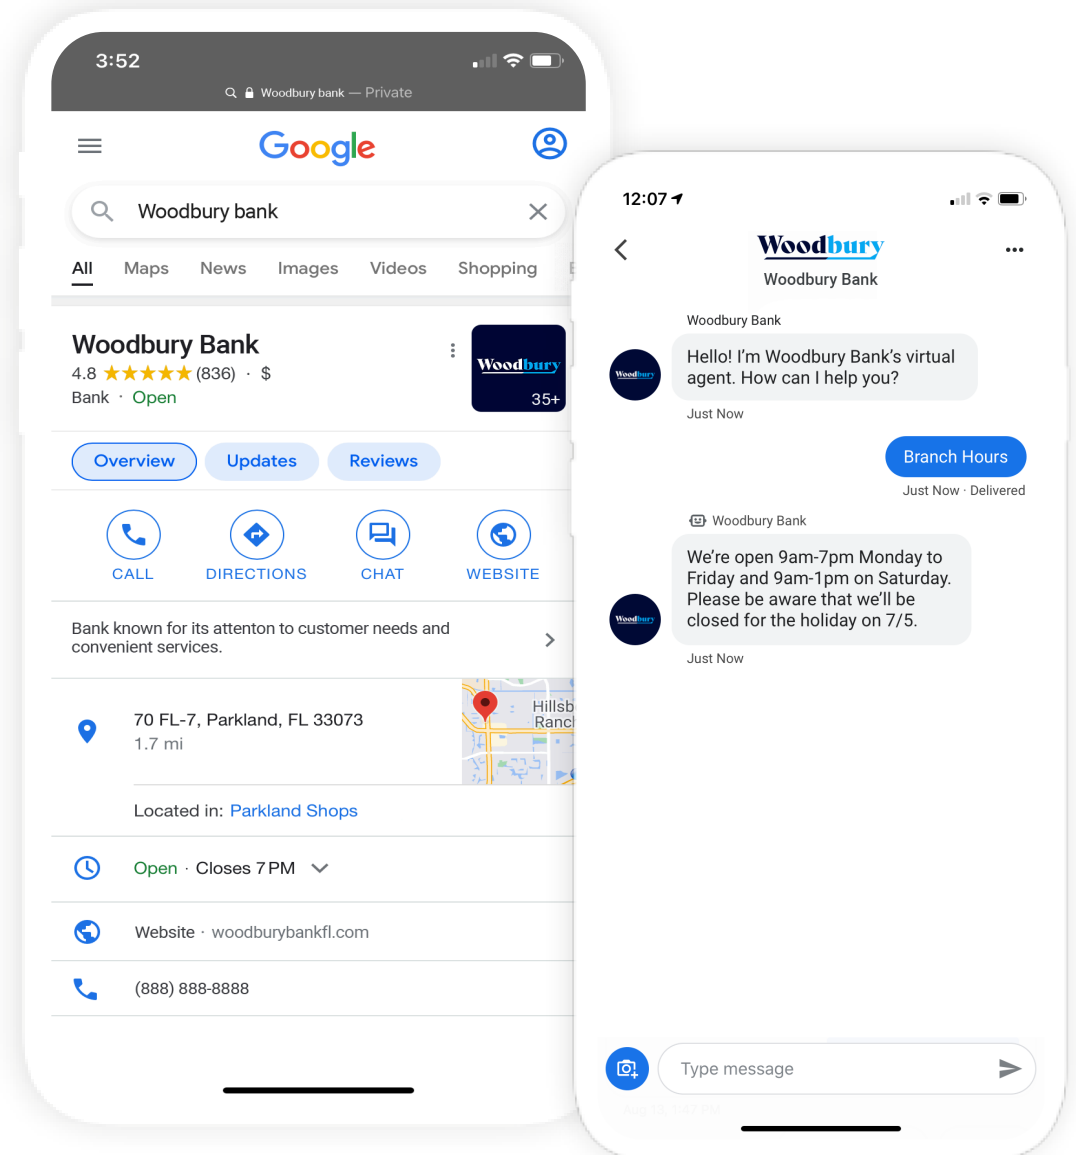 3:52
Woodbury bank — Private
Google
Woodbury bank
All Maps News Images Videos Shopping
Woodbury Bank
4.8 (836) · $
Bank · Open
Woodbury
35+
Overview Updates Reviews
CALL DIRECTIONS CHAT WEBSITE
Bank known for its attenton to customer needs and
convenient services.
70 FL-7, Parkland, FL 33073
1.7 mi
Hillsb
Ranch
Located in: Parkland Shops
Open · Closes 7 PM
Website · woodburybankfl.com
(888) 888-8888
12:07
Woodbury
Woodbury Bank
Woodbury Bank
Woodbury
Hello! I'm Woodbury Bank's virtual
agent. How can I help you?
Just Now
Branch Hours
Just Now · Delivered
Woodbury Bank
We're open 9am-7pm Monday to
Friday and 9am-1pm on Saturday.
Please be aware that we'll be
closed for the holiday on 7/5.
Woodbury
Just Now
Type message